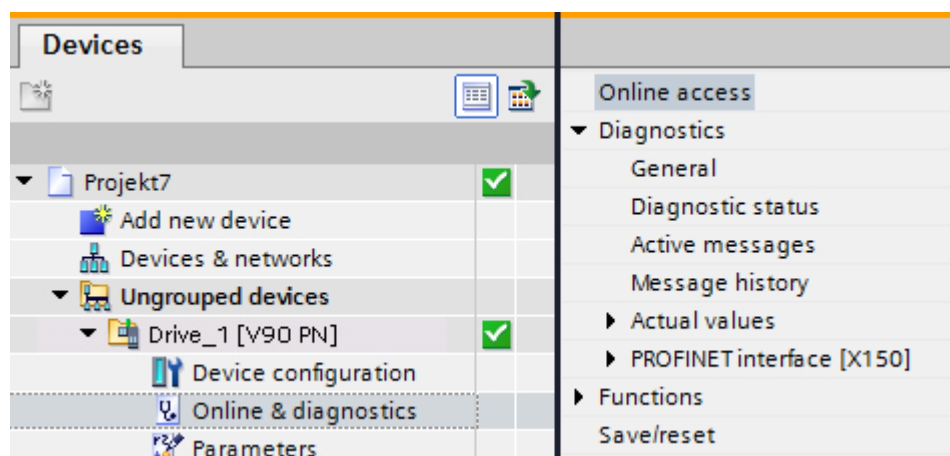 Devices
Projekt7
Add new device
Devices & networks
Ungrouped devices
Drive_1 [V90 PN]
Device configuration
Online & diagnostics
Parameters
Online access
Diagnostics
General
Diagnostic status
Active messages
Message history
Actual values
PROFINET interface [X150]
Functions
Save/reset